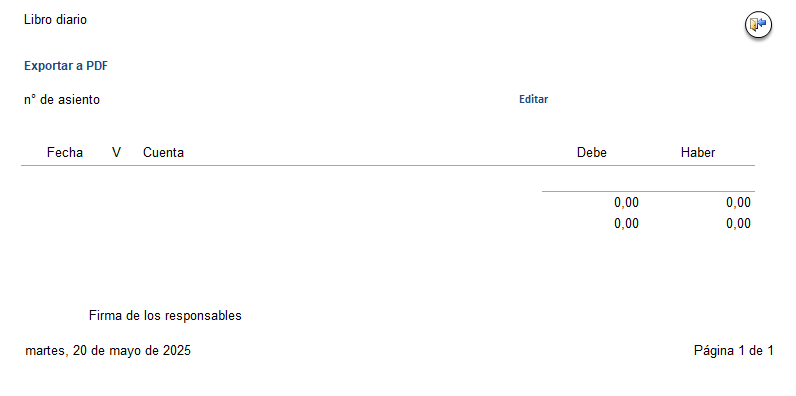 Libro diario
Exportar a PDF
n° de asiento Editar
Fecha V Cuenta Debe Haber
0,00 0,00
0,00 0,00
Firma de los responsables
martes, 20 de mayo de 2025 Página 1 de 1